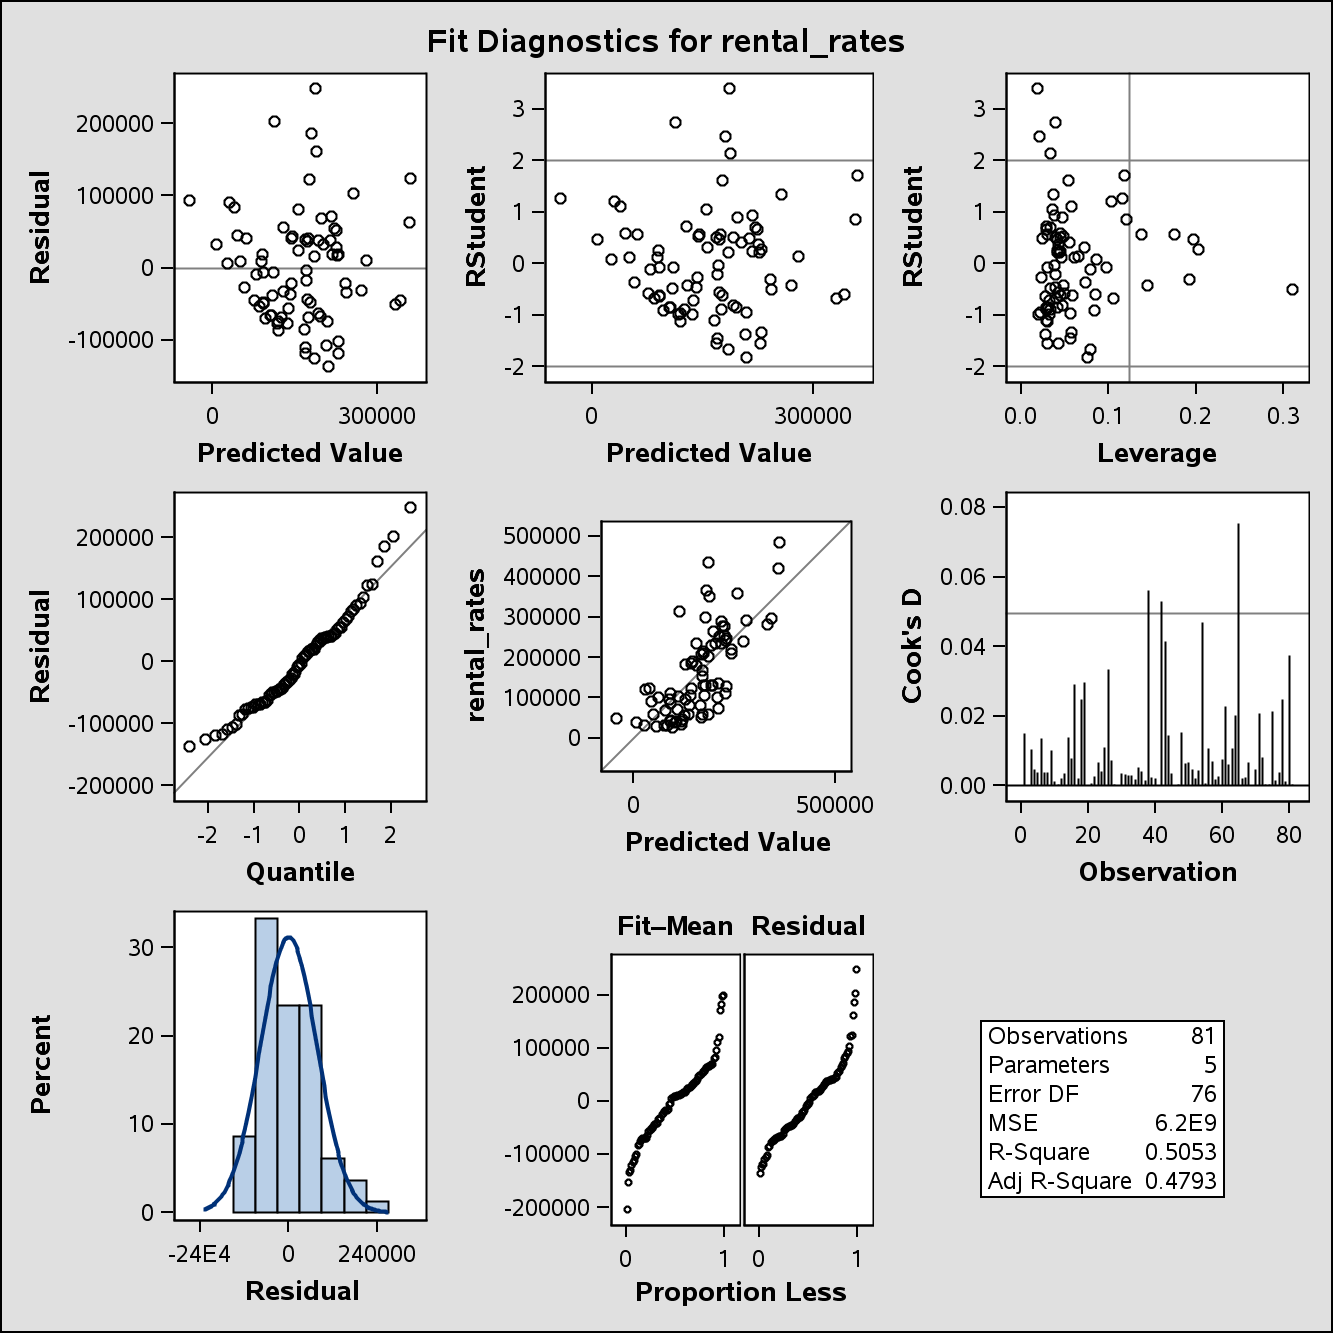 Fit Diagnostics for rental_rates
Residual
200000
100000
0
-100000
0 300000
Predicted Value
RStudent
3
2
1
0
-1
-2
0 300000
Predicted Value
RStudent
3
2
1
0
-1
-2
0.0 0.1 0.2 0.3
Leverage
Residual
200000
100000
0
-100000
-200000
-2 -1 0 1 2
Quantile
rental_rates
500000
400000
300000
200000
100000
0
0 500000
Predicted Value
Cook's D
0.08
0.06
0.04
0.02
0.00
0 20 40 60 80
Observation
Percent
30
20
10
0
-24E4 0 240000
Residual
Fit–Mean Residual
200000
100000
0
-100000
-200000
0 1 0 1
Proportion Less
Observations 81
Parameters 5
Error DF 76
MSE 6.2E9
R-Square 0.5053
Adj R-Square 0.4793